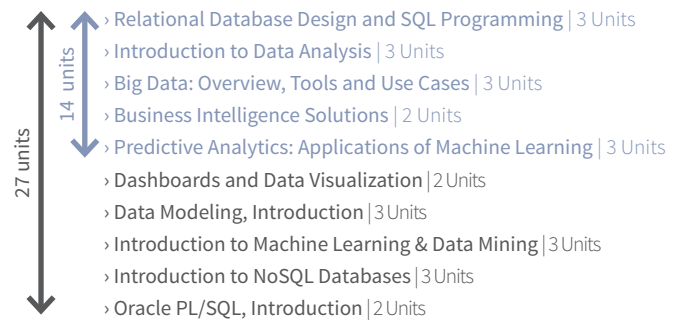 › Relational Database Design and SQL Programming | 3 Units
› Introduction to Data Analysis | 3 Units
› Big Data: Overview, Tools and Use Cases | 3 Units
› Business Intelligence Solutions | 2 Units
› Predictive Analytics: Applications of Machine Learning | 3 Units
› Dashboards and Data Visualization | 2 Units
› Data Modeling, Introduction | 3 Units
› Introduction to Machine Learning & Data Mining | 3 Units
› Introduction to NoSQL Databases | 3 Units
› Oracle PL/SQL, Introduction | 2 Units
14 units
27 units